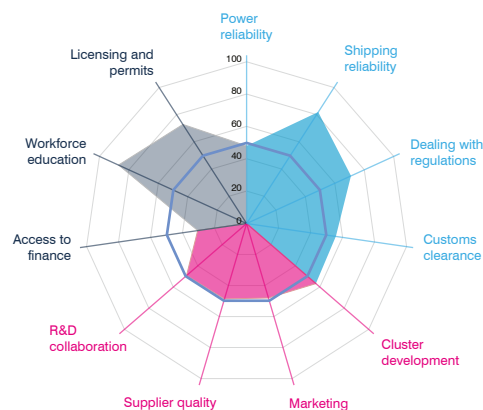 Power
reliability
Shipping
reliability
Licensing and
permits
100
80
60
40
20
0
Workforce
education
Dealing with
regulations
Access to
finance
Customs
clearance
R&D
collaboration
Cluster
development
Supplier quality
Marketing